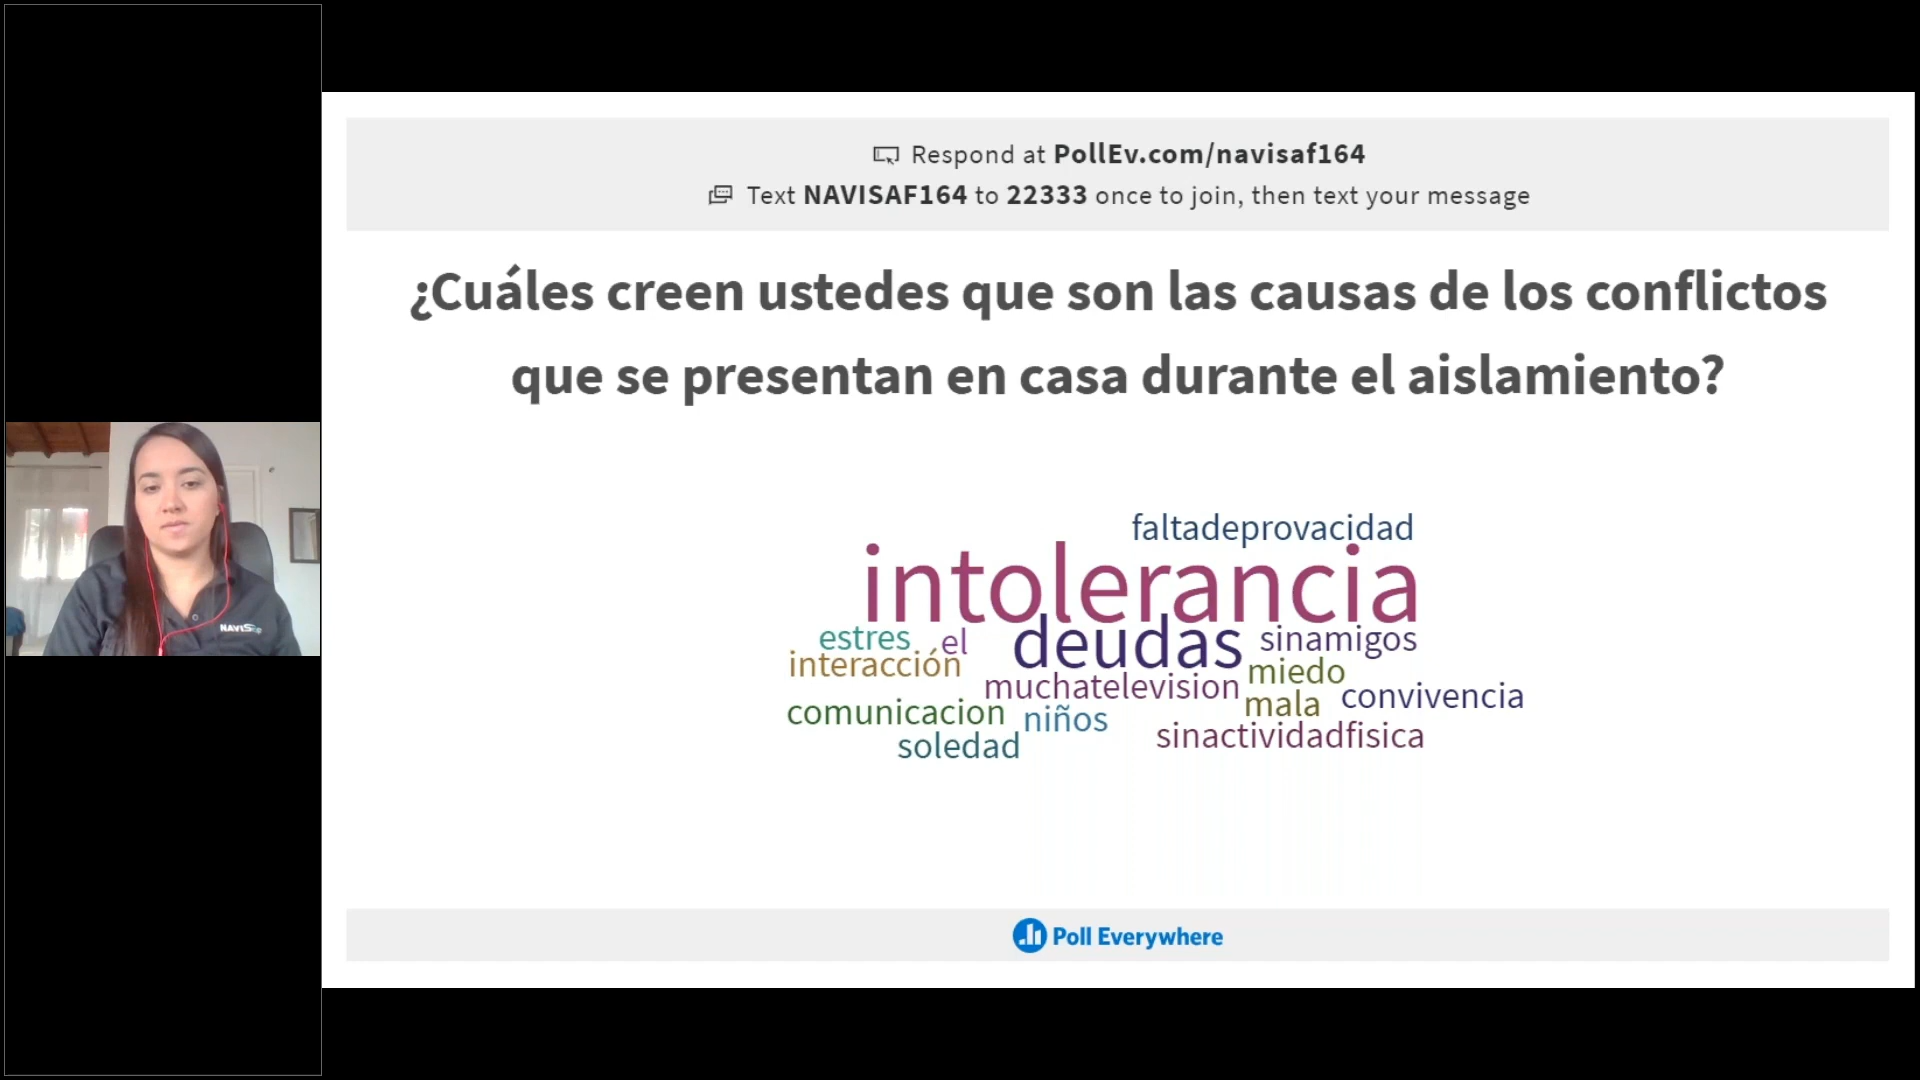 Respond at PollEv.com/navisaf164
Text NAVISAF164 to 22333 once to join, then text your message
¿Cuáles creen ustedes que son las causas de los conflictos
que se presentan en casa durante el aislamiento?
faltadeprovacidad
intolerancia
estres el deudas sinamigos
interacción muchatelevision miedo
comunicacion niños mala convivencia
soledad sinactividadfisica
Poll Everywhere